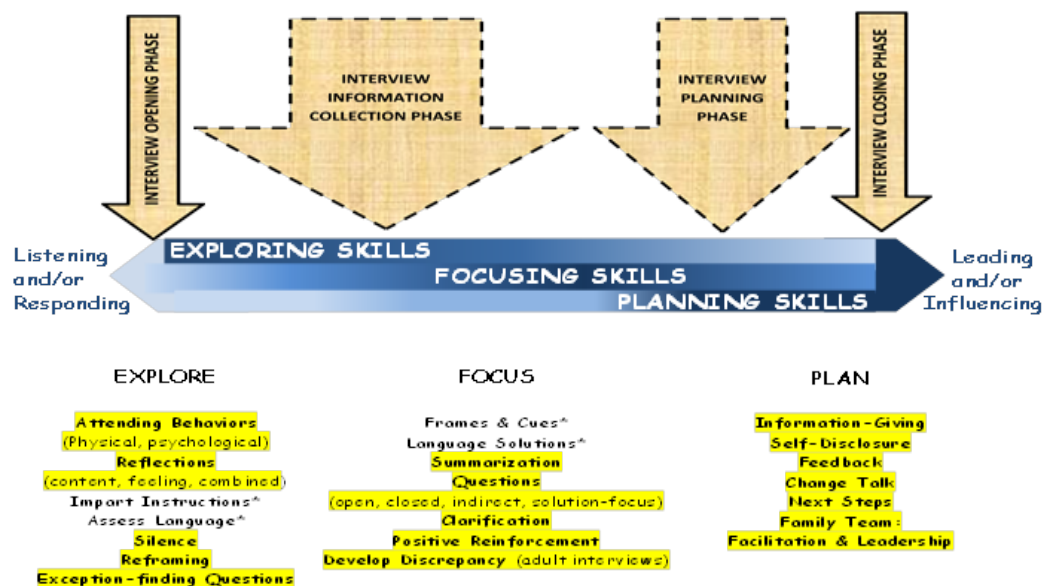 INTERVIEW OPENING PHASE
INTERVIEW
INFORMATION
COLLECTION PHASE
INTERVIEW
PLANNING
PHASE
INTERVIEW CLOSING PHASE
Listening
and/or
Responding
EXPLORING SKILLS
FOCUSING SKILLS
PLANNING SKILLS
Leading
and/or
Influencing
EXPLORE
Attending Behaviors
(Physical, psychological)
Reflections
(content, feeling, combined)
Impart Instructions^
Assess Language^
Silence
Reframing
Exception-finding Questions
FOCUS
Frames & Cues^
Language Solutions^
Summarization
Questions
(open, closed, indirect, solution-focus)
Clarification
Positive Reinforcement
Develop Discrepancy (adult interviews)
PLAN
Information-Giving
Self-Disclosure
Feedback
Change Talk
Next Steps
Family Team:
Facilitation & Leadership